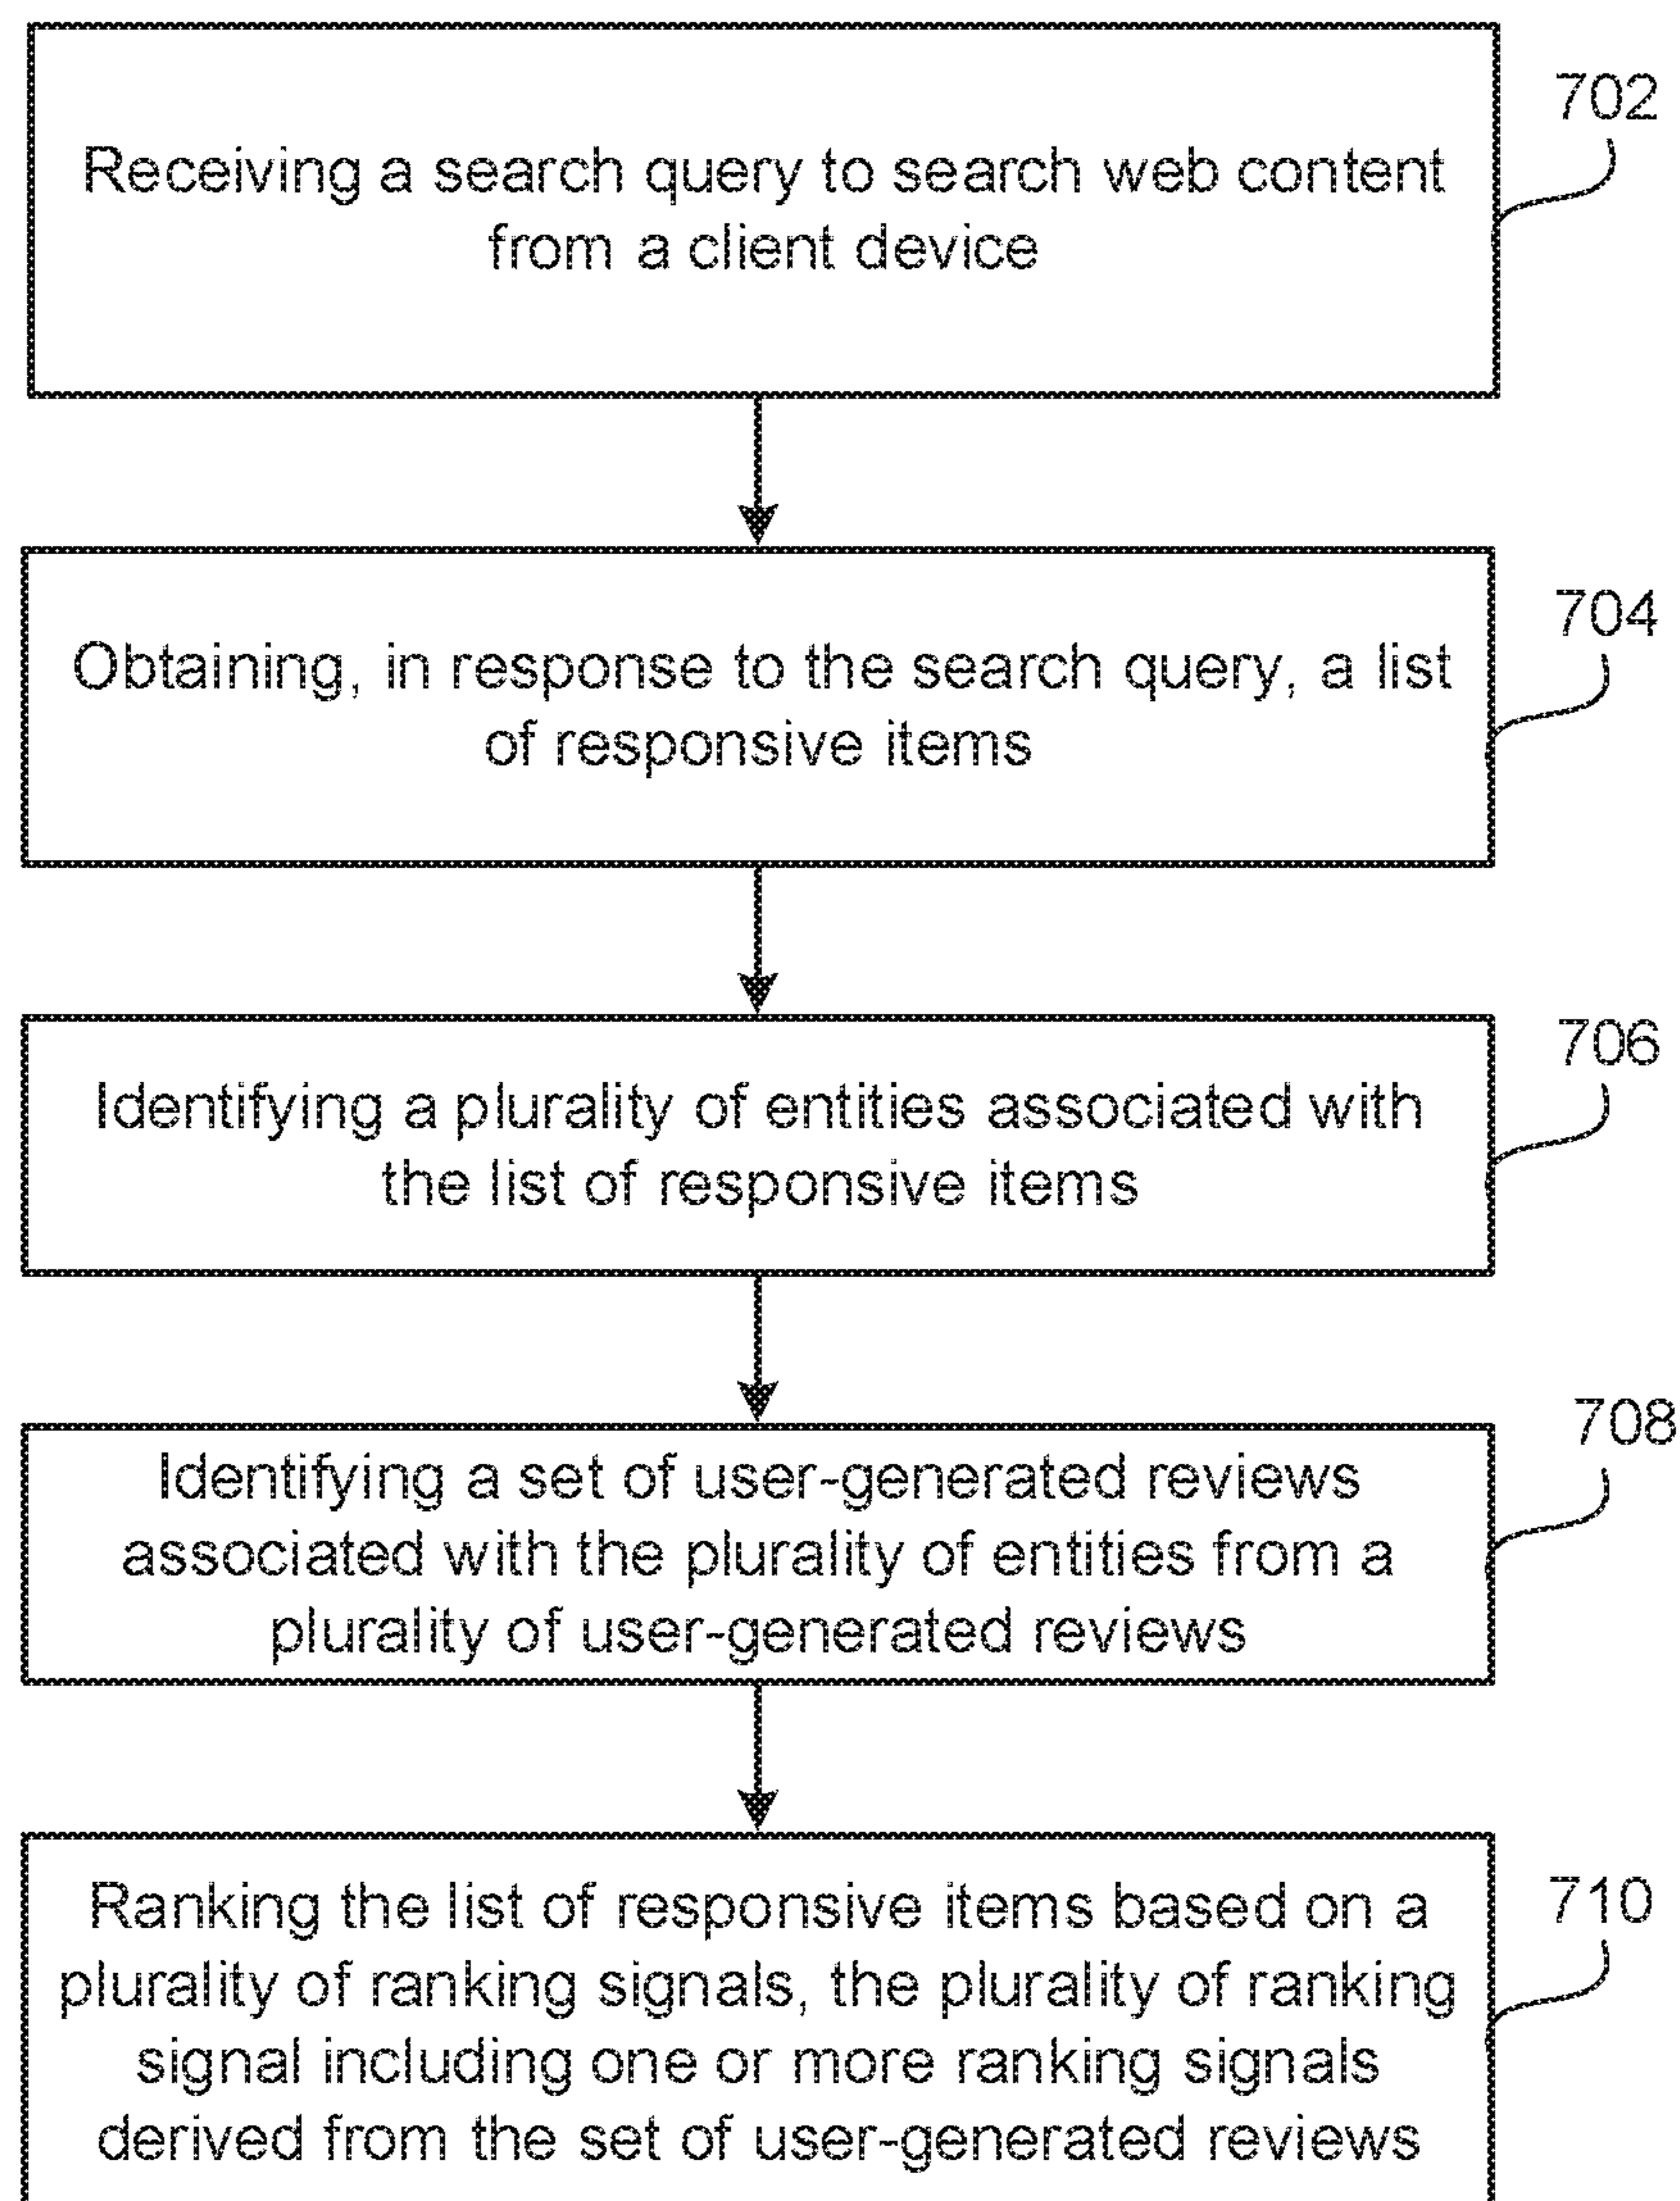 Receiving a search query to search web content
from a client device
702
Obtaining, in response to the search query, a list
of responsive items
704
Identifying a plurality of entities associated with
the list of responsive items
706
Identifying a set of user-generated reviews
associated with the plurality of entities from a
plurality of user-generated reviews
708
Ranking the list of responsive items based on a
plurality of ranking signals, the plurality of ranking
signal including one or more ranking signals
derived from the set of user-generated reviews
710